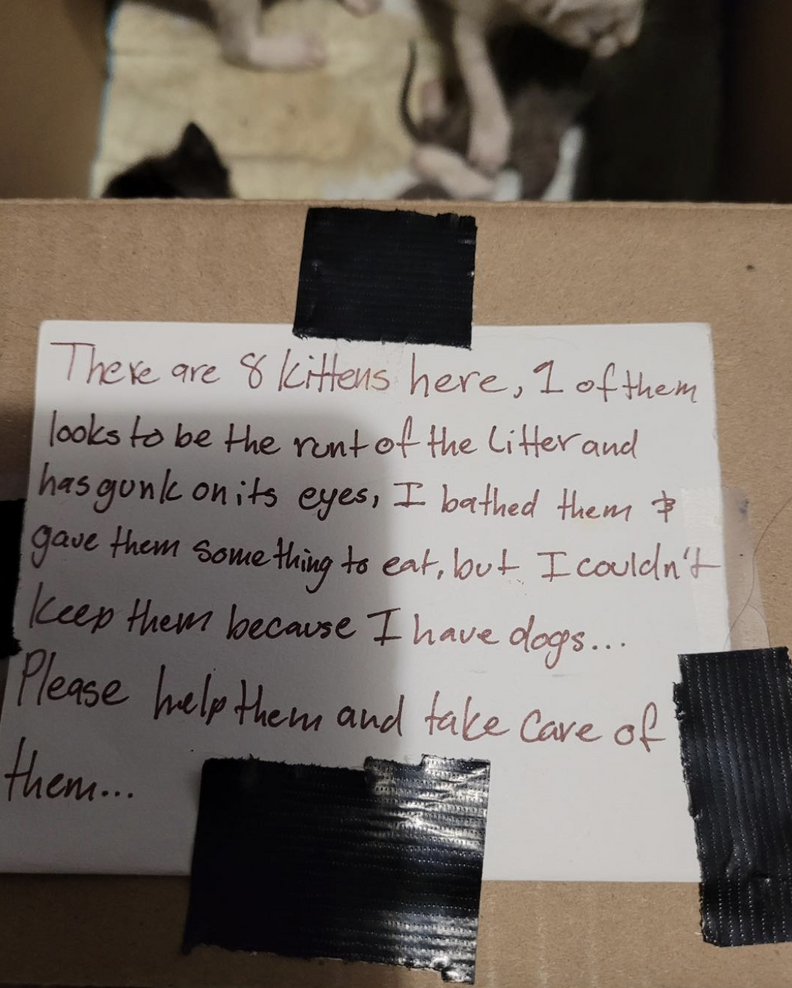 There are 8 kittens here, 1 of them
looks to be the runt of the litter and
has gunk on its eyes, I bathed them &
gave them something to eat, but I couldn't
keep them because I have dogs...
Please help them and take care of
them...